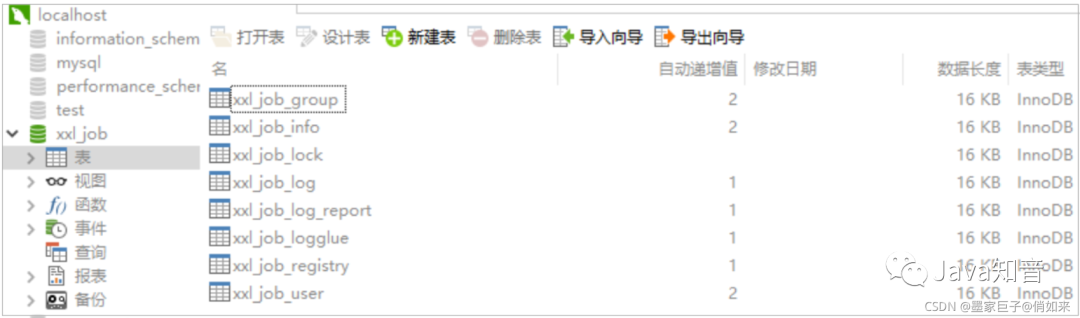 localhost
information_schem
mysql
performance_scher
test
xxl_job
表
视图
f()
函数
事件
查询
报表
备份
打开表 设计表 新建表 删除表 导入向导 导出向导
名 自动递增值 修改日期 数据长度 表类型
xxl_job_group 2 16 KB InnoDB
xxl_job_info 2 16 KB InnoDB
xxl_job_lock 16 KB InnoDB
xxl_job_log 1 16 KB InnoDB
xxl_job_log_report 1 16 KB InnoDB
xxl_job_logglue 1 16 KB InnoDB
xxl_job_registry 1 16 KB InnoDB
xxl_job_user 2 16 KB InnoDB
Java知音
CSDN @墨家巨子@俏如来